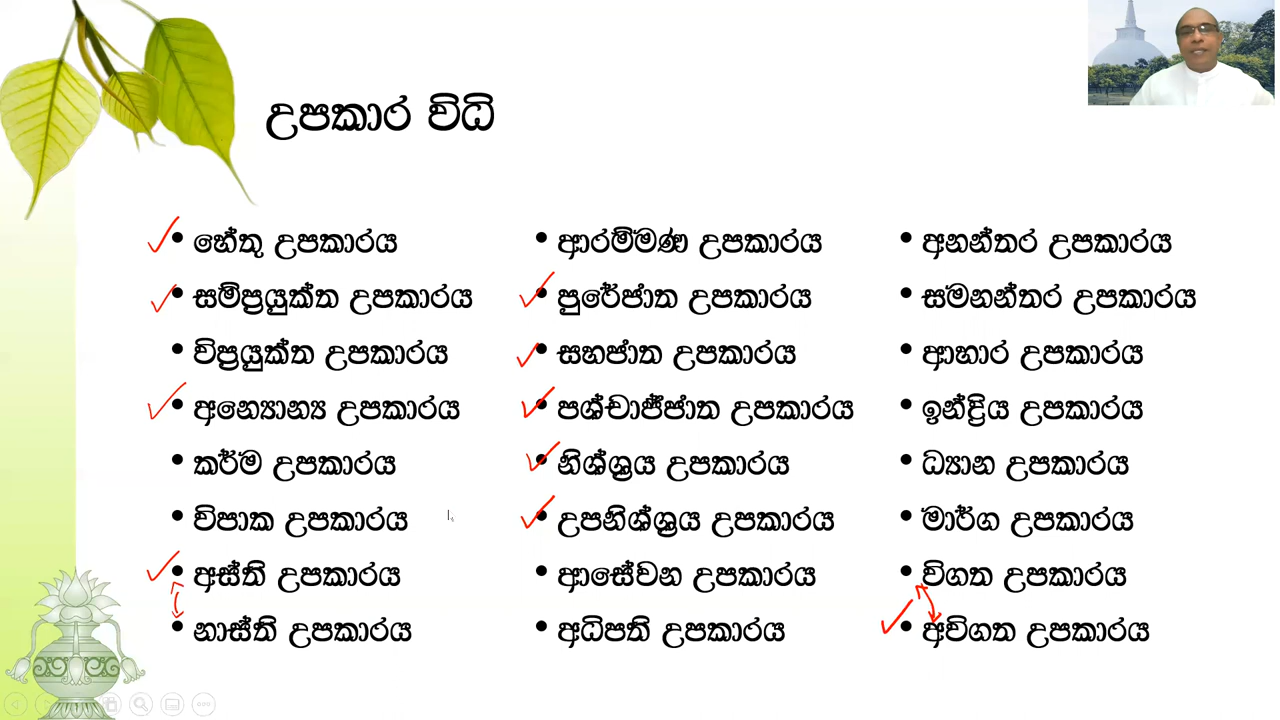 උපකාර විධි
හේතු උපකාරය
සම්ප්‍රයුක්ත උපකාරය
විප්‍රයුක්ත උපකාරය
අන්‍යොන්‍ය උපකාරය
කර්ම උපකාරය
විපාක උපකාරය
අස්ති උපකාරය
නාස්ති උපකාරය
ආරම්මණ උපකාරය
පුරේජාත උපකාරය
සහජාත උපකාරය
පශ්චාජ්ජාත උපකාරය
නිශ්ශ්‍රය උපකාරය
උපනිශ්ශ්‍රය උපකාරය
ආසේවන උපකාරය
අධිපති උපකාරය
අනන්තර උපකාරය
සමනන්තර උපකාරය
ආහාර උපකාරය
ඉන්ද්‍රිය උපකාරය
ධ්‍යාන උපකාරය
මාර්ග උපකාරය
විගත උපකාරය
අවිගත උපකාරය